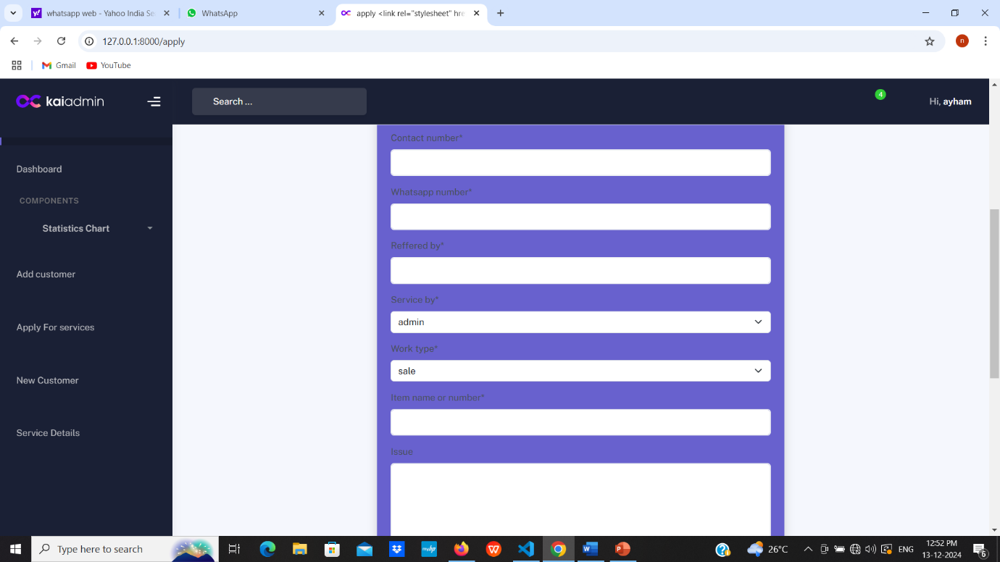 whatsapp web - Yahoo India Se
WhatsApp
apply <link rel="stylesheet" hre
127.0.0.1:8000/apply
n
Gmail
YouTube
kaiadmin
Search ...
4
Hi, ayham
Dashboard
COMPONENTS
Statistics Chart
Add customer
Apply For services
New Customer
Service Details
Contact number*
Whatsapp number*
Reffered by*
Service by*
admin
Work type*
sale
Item name or number*
Issue
Type here to search
myhp
26°C
ENG
12:52 PM
13-12-2024
6